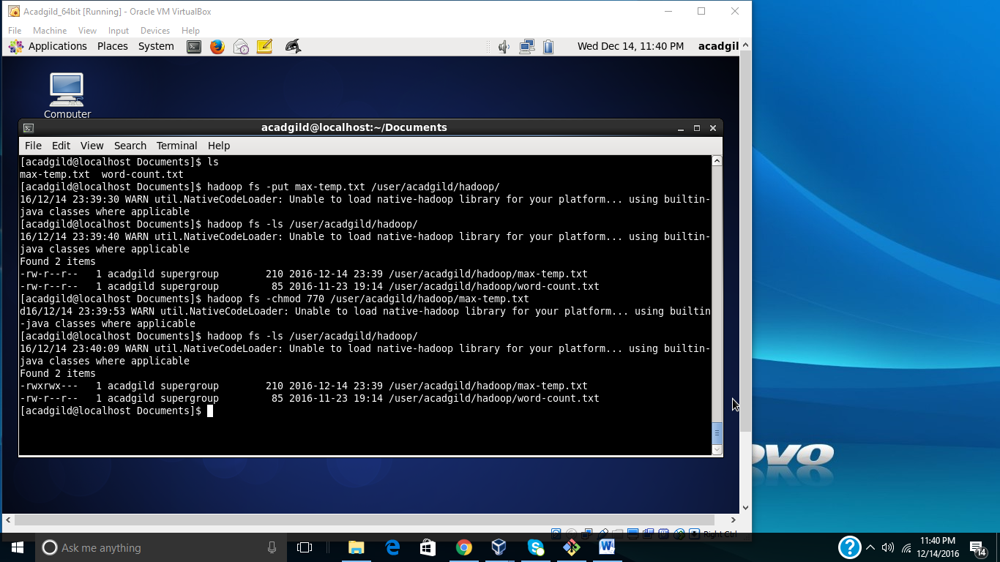 Acadgild_64bit [Running] - Oracle VM VirtualBox
File Machine View Input Devices Help
Applications Places System Wed Dec 14, 11:40 PM acadgil
Computer
acadgild@localhost:~/Documents
File Edit View Search Terminal Help
[acadgild@localhost Documents]$ ls
max-temp.txt  word-count.txt
[acadgild@localhost Documents]$ hadoop fs -put max-temp.txt /user/acadgild/hadoop/
16/12/14 23:39:30 WARN util.NativeCodeLoader: Unable to load native-hadoop library for your platform... using builtin-
java classes where applicable
[acadgild@localhost Documents]$ hadoop fs -ls /user/acadgild/hadoop/
16/12/14 23:39:40 WARN util.NativeCodeLoader: Unable to load native-hadoop library for your platform... using builtin-
java classes where applicable
Found 2 items
-rw-r--r--   1 acadgild supergroup        210 2016-12-14 23:39 /user/acadgild/hadoop/max-temp.txt
-rw-r--r--   1 acadgild supergroup         85 2016-11-23 19:14 /user/acadgild/hadoop/word-count.txt
[acadgild@localhost Documents]$ hadoop fs -chmod 770 /user/acadgild/hadoop/max-temp.txt
d16/12/14 23:39:53 WARN util.NativeCodeLoader: Unable to load native-hadoop library for your platform... using builtin
-java classes where applicable
[acadgild@localhost Documents]$ hadoop fs -ls /user/acadgild/hadoop/
16/12/14 23:40:09 WARN util.NativeCodeLoader: Unable to load native-hadoop library for your platform... using builtin-
java classes where applicable
Found 2 items
-rwxrwx---   1 acadgild supergroup        210 2016-12-14 23:39 /user/acadgild/hadoop/max-temp.txt
-rw-r--r--   1 acadgild supergroup         85 2016-11-23 19:14 /user/acadgild/hadoop/word-count.txt
[acadgild@localhost Documents]$
ovo
Right Ctrl
Ask me anything
11:40 PM
12/14/2016
14